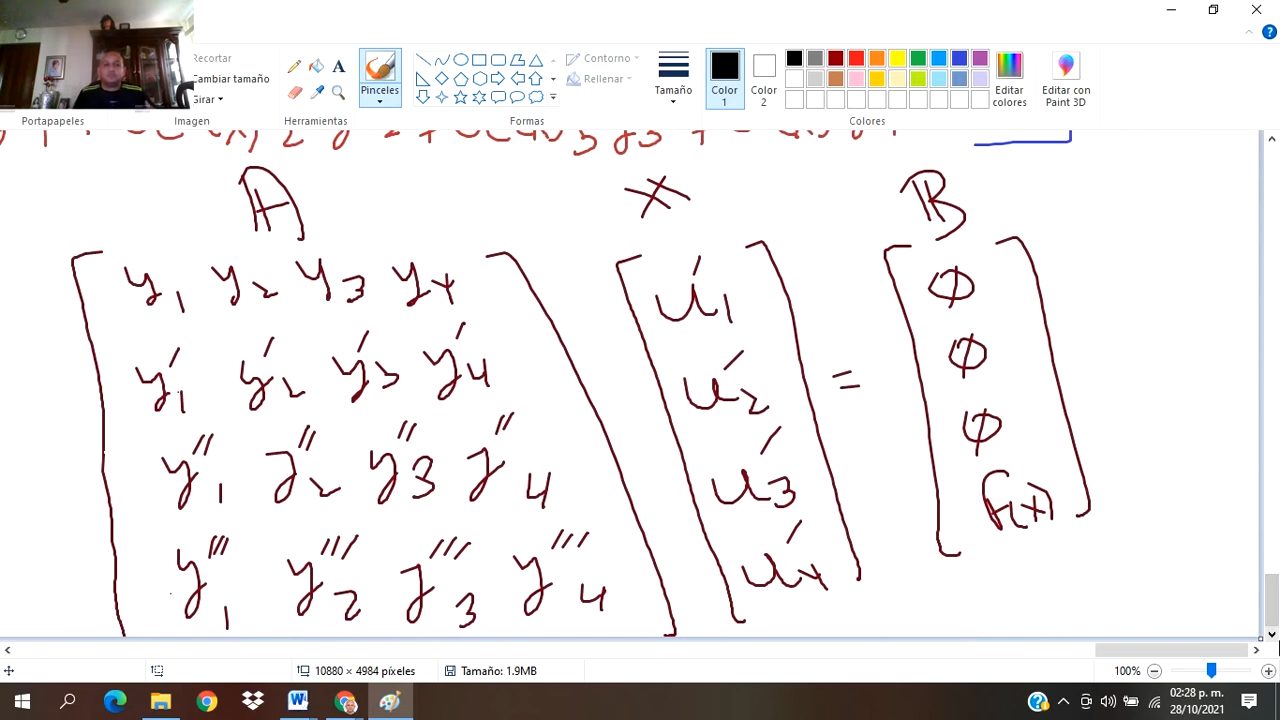 Recortar
Cambiar tamaño
Girar
Pinceles
Tamaño
Contorno
Rellenar
Color 1
Color 2
Editar colores
Editar con Paint 3D
Portapapeles
Imagen
Herramientas
Formas
Colores
A X B
y1 y2 y3 y4 u'1 ϕ
y'1 y'2 y'3 y'4 u'2 = ϕ
y''1 y''2 y''3 y''4 u'3 ϕ
y'''1 y'''2 y'''3 y'''4 u'4 f(x)
10880 × 4984 píxeles
Tamaño: 1.9MB
100%
02:28 p. m.
28/10/2021